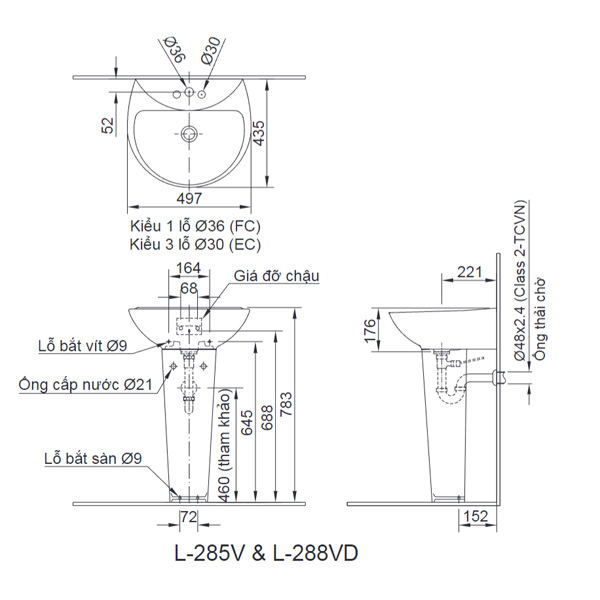 Ø36
Ø30
52
435
497
Kiểu 1 lỗ Ø36 (FC)
Kiểu 3 lỗ Ø30 (EC)
164
68
Giá đỡ chậu
Lỗ bắt vít Ø9
Ống cấp nước Ø21
Lỗ bắt sàn Ø9
460 (tham khảo)
645
688
783
72
221
176
Ø48x2.4 (Class 2-TCVN)
Ống thải chờ
152
L-285V & L-288VD